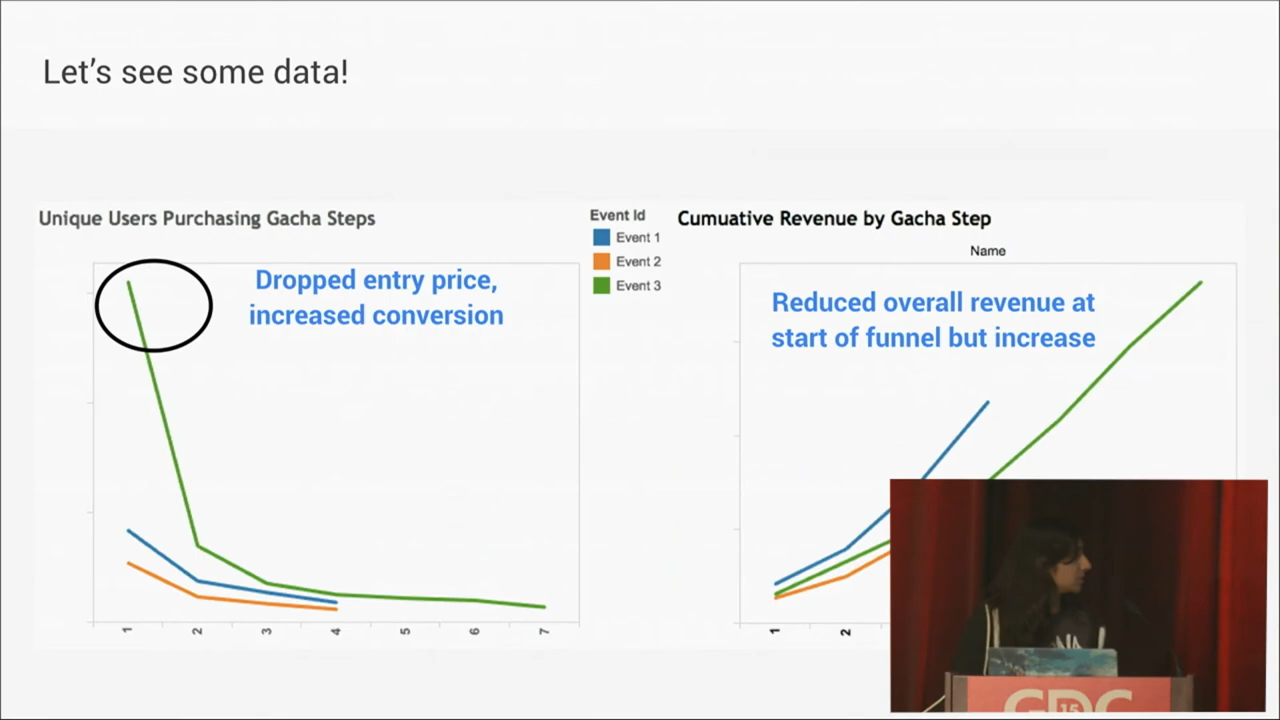 Let's see some data!
Unique Users Purchasing Gacha Steps
Dropped entry price,
increased conversion
1
2
3
4
5
6
7
Event Id
Event 1
Event 2
Event 3
Cumuative Revenue by Gacha Step
Name
Reduced overall revenue at
start of funnel but increase
1
2
GDC
15